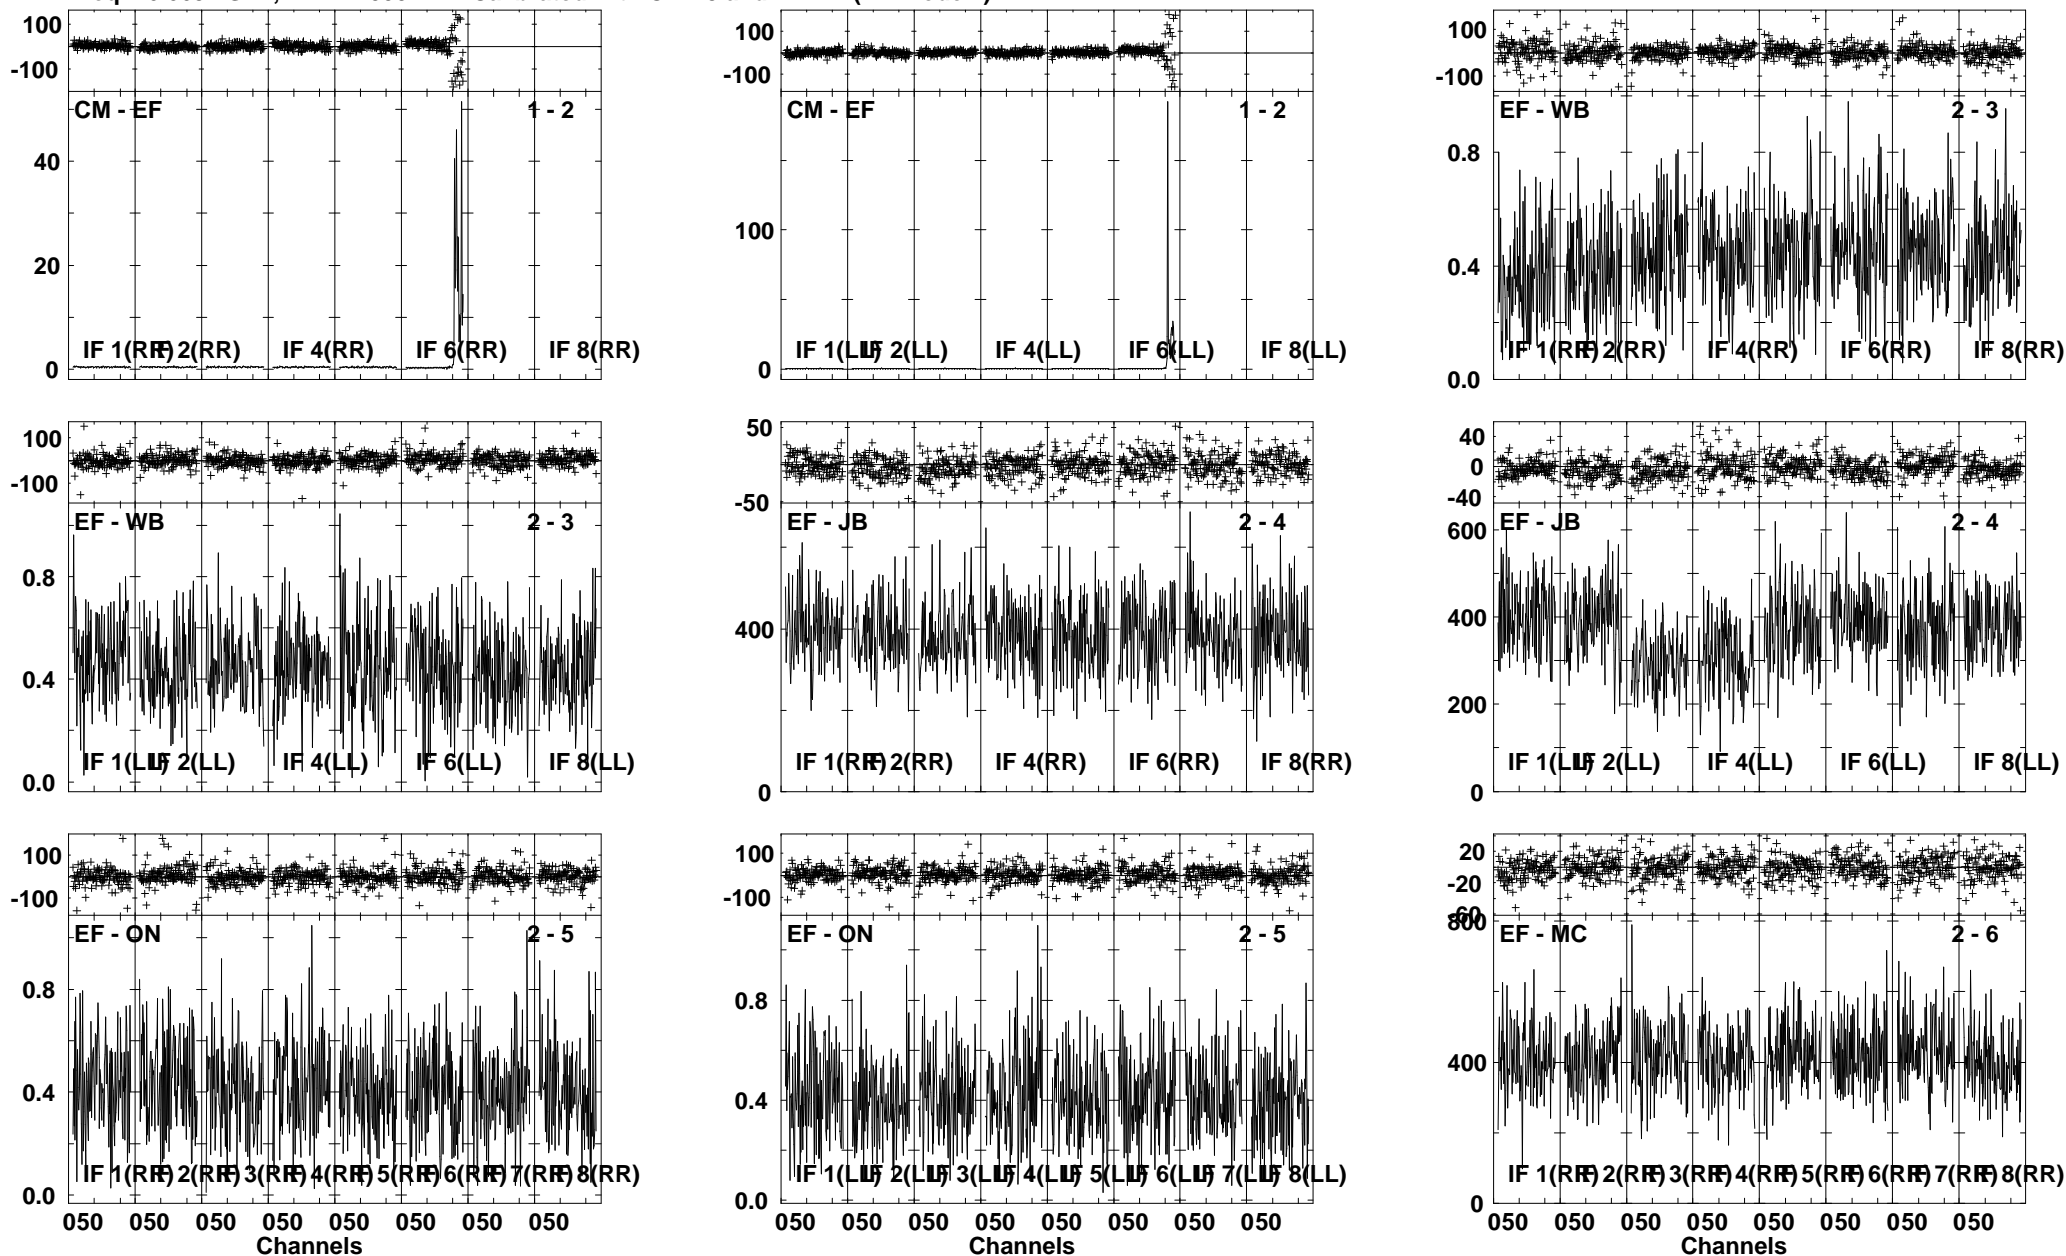 100
-100
CM - EF 1 - 2
40
20
0
IF 1(RR) IF 2(RR) IF 4(RR) IF 6(RR) IF 8(RR)
100
-100
CM - EF 1 - 2
100
0
IF 1(LL) IF 2(LL) IF 4(LL) IF 6(LL) IF 8(LL)
100
-100
EF - WB 2 - 3
0.8
0.4
0.0
IF 1(RR) IF 2(RR) IF 4(RR) IF 6(RR) IF 8(RR)
100
-100
EF - WB 2 - 3
0.8
0.4
0.0
IF 1(LL) IF 2(LL) IF 4(LL) IF 6(LL) IF 8(LL)
50
-50
EF - JB 2 - 4
400
0
IF 1(RR) IF 2(RR) IF 4(RR) IF 6(RR) IF 8(RR)
40
0
-40
EF - JB 2 - 4
600
400
200
0
IF 1(LL) IF 2(LL) IF 4(LL) IF 6(LL) IF 8(LL)
100
-100
EF - ON 2 - 5
0.8
0.4
0.0
IF 1(RR) IF 2(RR) IF 3(RR) IF 4(RR) IF 5(RR) IF 6(RR) IF 7(RR) IF 8(RR)
050 050 050 050 050 050 050 050
Channels
100
-100
EF - ON 2 - 5
0.8
0.4
0.0
IF 1(LL) IF 2(LL) IF 3(LL) IF 4(LL) IF 5(LL) IF 6(LL) IF 7(LL) IF 8(LL)
050 050 050 050 050 050 050 050
20
-20
-60
EF - MC 2 - 6
800
400
0
IF 1(RR) IF 2(RR) IF 3(RR) IF 4(RR) IF 5(RR) IF 6(RR) IF 7(RR) IF 8(RR)
050 050 050 050 050 050 050 050
Channels